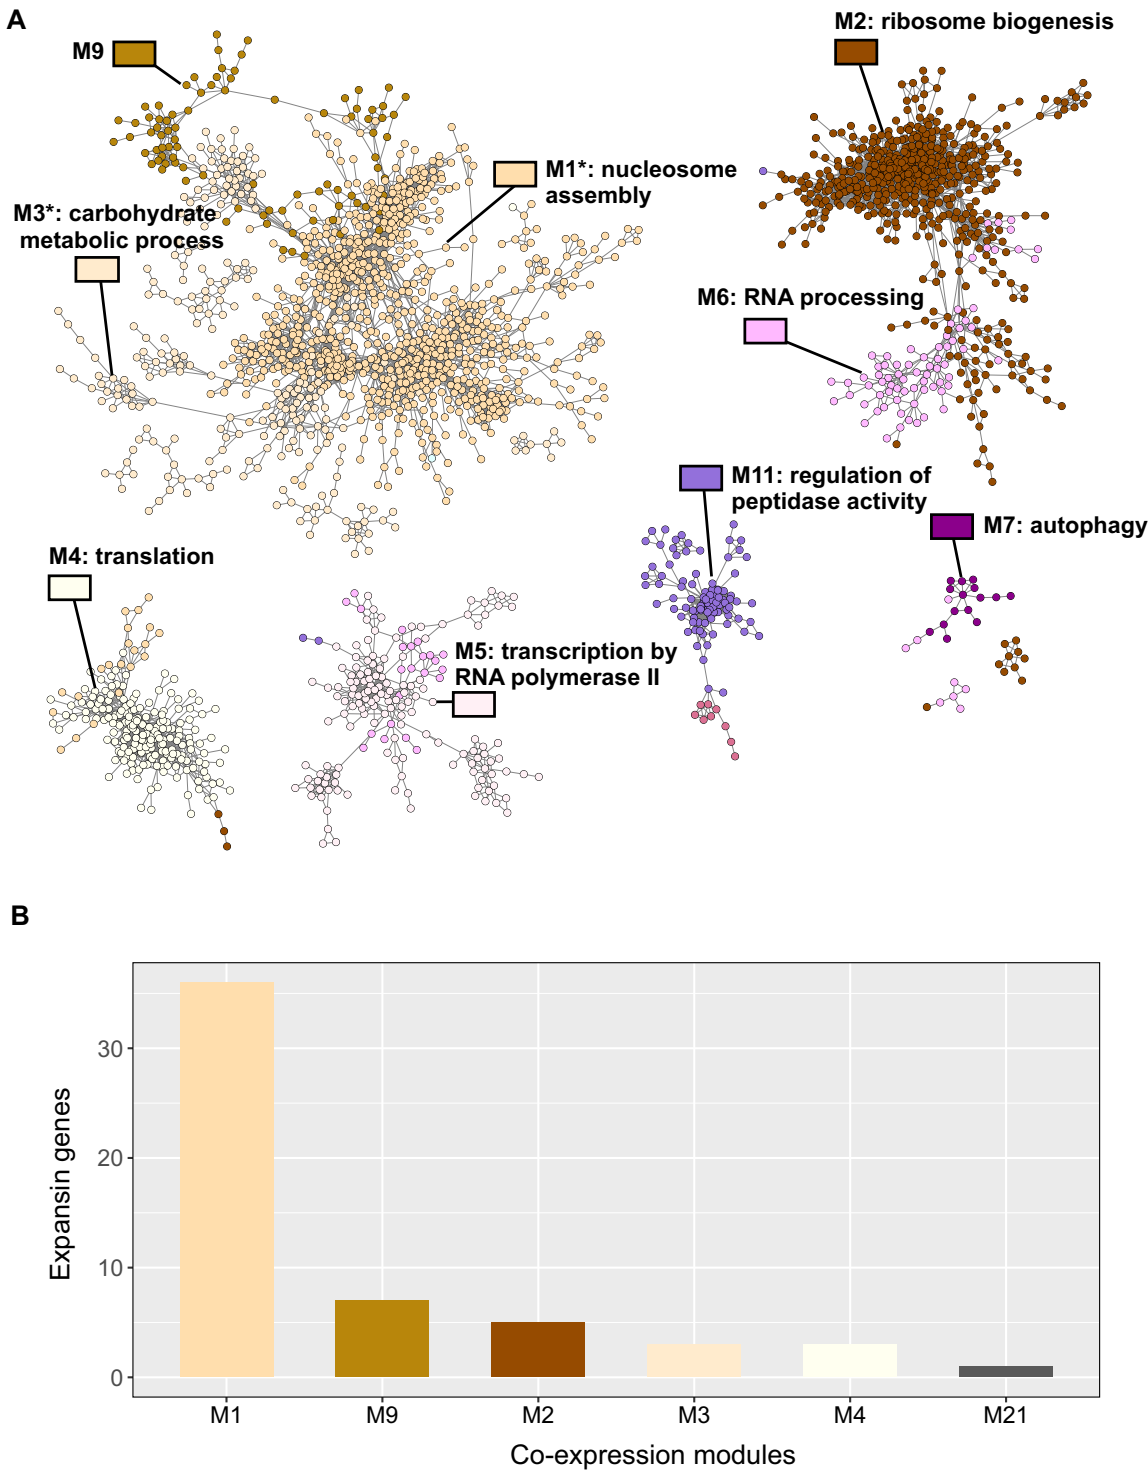 A
M9
M2: ribosome biogenesis
M1*: nucleosome
assembly
M3*: carbohydrate
metabolic process
M6: RNA processing
M11: regulation of
peptidase activity
M7: autophagy
M4: translation
M5: transcription by
RNA polymerase II
B
Expansin genes
30
20
10
0
M1
M9
M2
M3
M4
M21
Co-expression modules